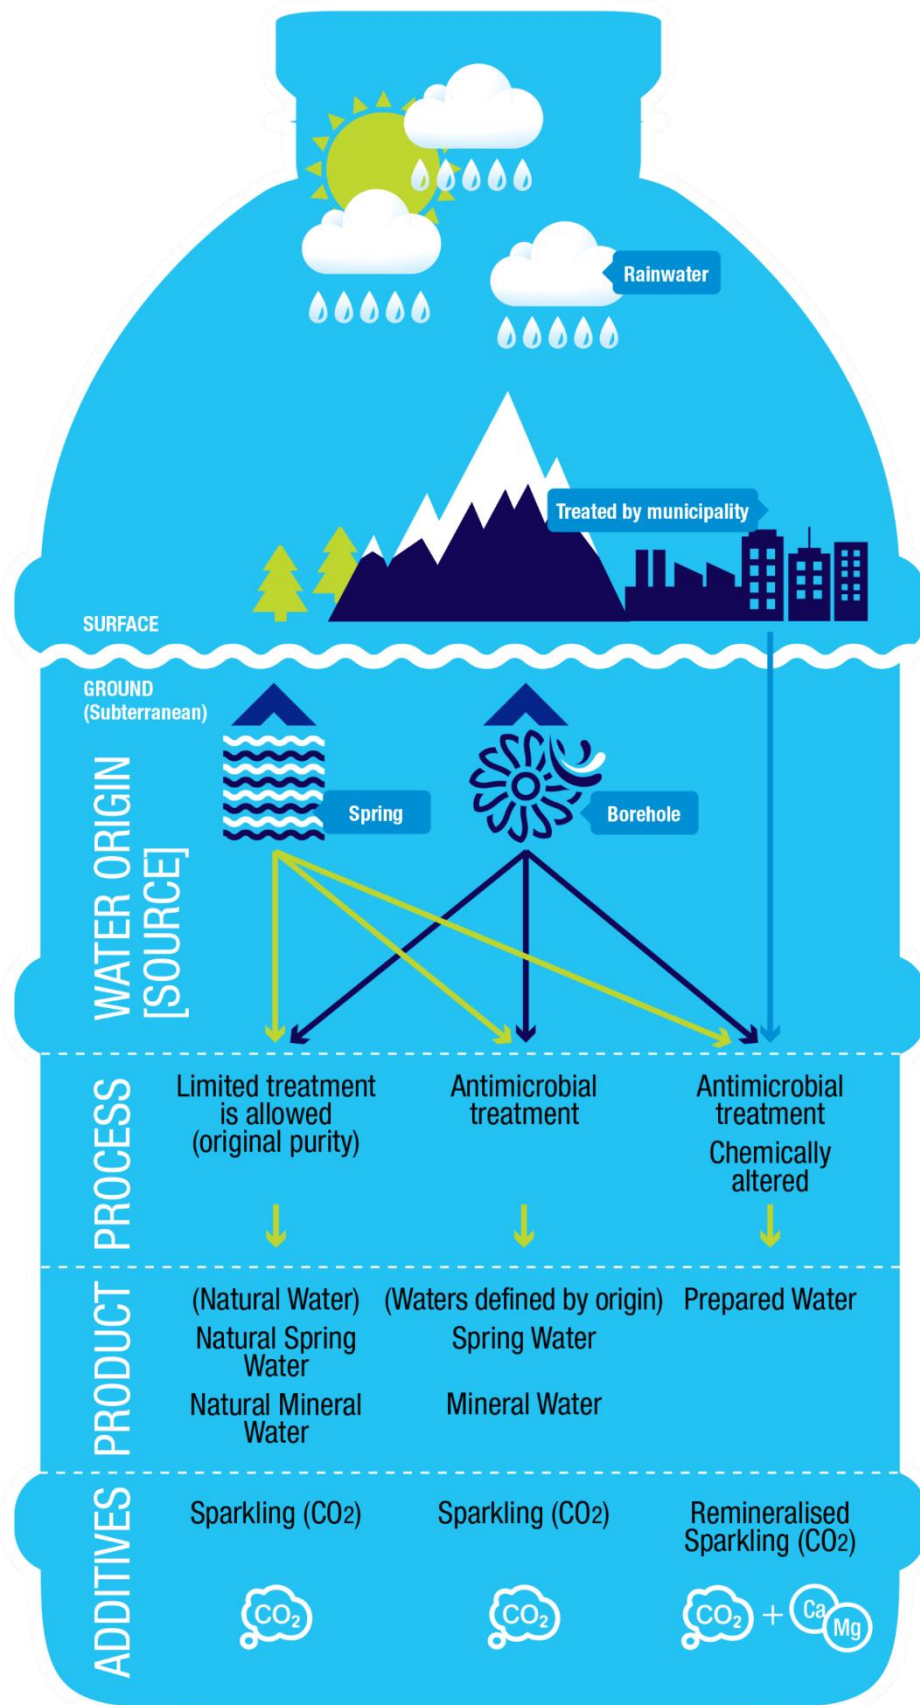 Rainwater
Treated by municipality
SURFACE
GROUND
(Subterranean)
Spring
Borehole
WATER ORIGIN
[SOURCE]
PROCESS
Limited treatment
is allowed
(original purity)
Antimicrobial
treatment
Antimicrobial
treatment
Chemically
altered
PRODUCT
(Natural Water)
Natural Spring
Water
Natural Mineral
Water
(Waters defined by origin)
Spring Water
Mineral Water
Prepared Water
ADDITIVES
Sparkling (CO2)
Sparkling (CO2)
Remineralised
Sparkling (CO2)
CO2
CO2
CO2 + Ca Mg